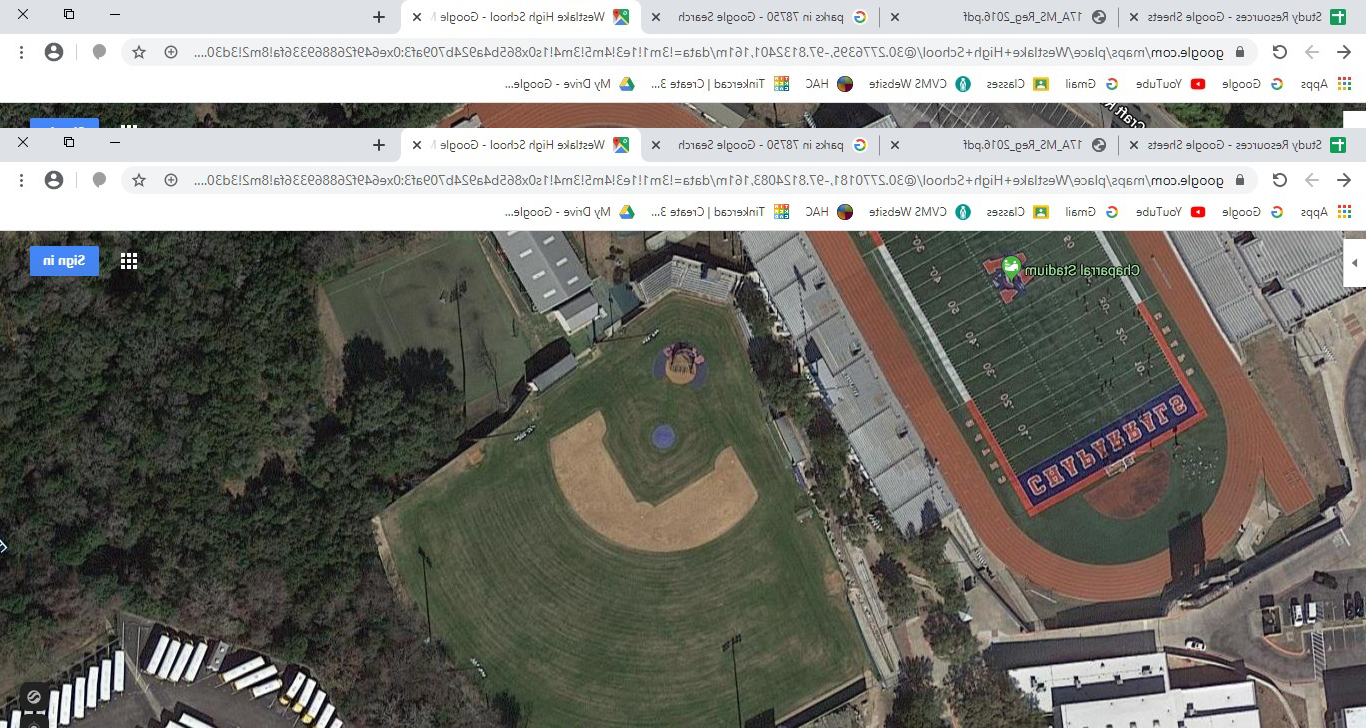 Study Resources - Google Sheets 17A_MS_Reg_2016.pdf parks in 78750 - Google Search Westlake High School - Google
google.com/maps/place/Westlake+High+School/@30.2776395,-97.8132401,161m/data=!3m1!1e3!4m5!3m4!1s0x865b4a924b709af3:0xe649f268869336fa!8m2!3d30....
Apps Google YouTube Gmail Classes CVMS Website HAC Tinkercad | Create 3... My Drive - Google...
Study Resources - Google Sheets 17A_MS_Reg_2016.pdf parks in 78750 - Google Search Westlake High School - Google
google.com/maps/place/Westlake+High+School/@30.2770181,-97.8124083,161m/data=!3m1!1e3!4m5!3m4!1s0x865b4a924b709af3:0xe649f268869336fa!8m2!3d30....
Apps Google YouTube Gmail Classes CVMS Website HAC Tinkercad | Create 3... My Drive - Google...
Sign in
Chaparral Stadium
CHAPARRALS